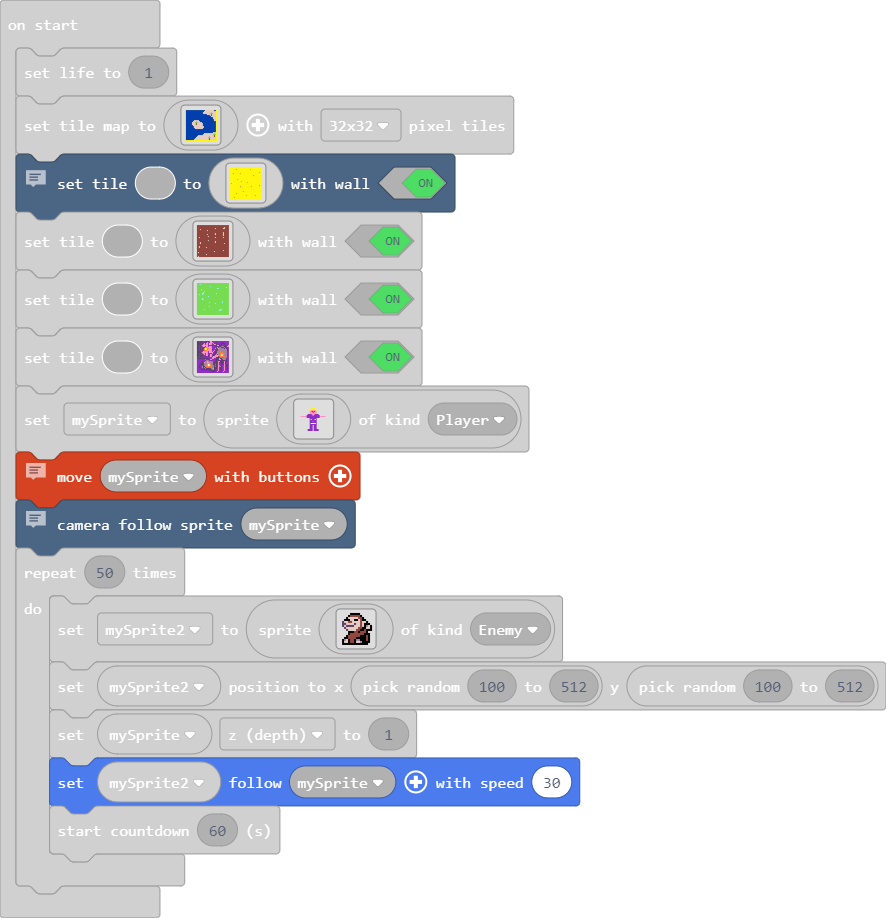 on start
set life to 1
set tile map to with 32x32 pixel tiles
set tile to with wall ON
set tile to with wall ON
set tile to with wall ON
set tile to with wall ON
set mySprite to sprite of kind Player
move mySprite with buttons
camera follow sprite mySprite
repeat 50 times
do
set mySprite2 to sprite of kind Enemy
set mySprite2 position to x pick random 100 to 512 y pick random 100 to 512
set mySprite z (depth) to 1
set mySprite2 follow mySprite with speed 30
start countdown 60 (s)